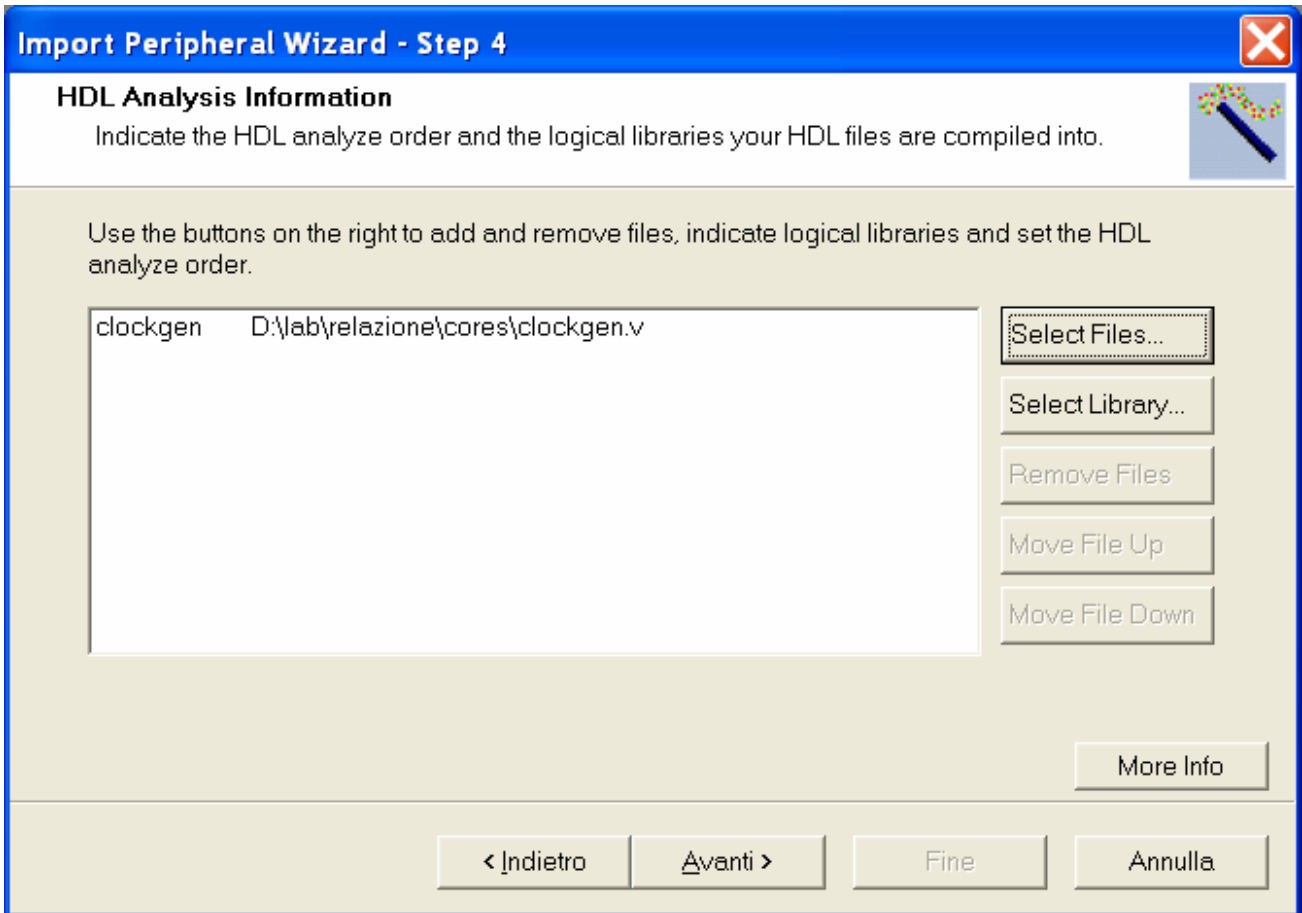 Import Peripheral Wizard - Step 4
HDL Analysis Information
Indicate the HDL analyze order and the logical libraries your HDL files are compiled into.
Use the buttons on the right to add and remove files, indicate logical libraries and set the HDL
analyze order.
clockgen D:\lab\relazione\cores\clockgen.v
Select Files...
Select Library...
Remove Files
Move File Up
Move File Down
More Info
< Indietro
Avanti >
Fine
Annulla